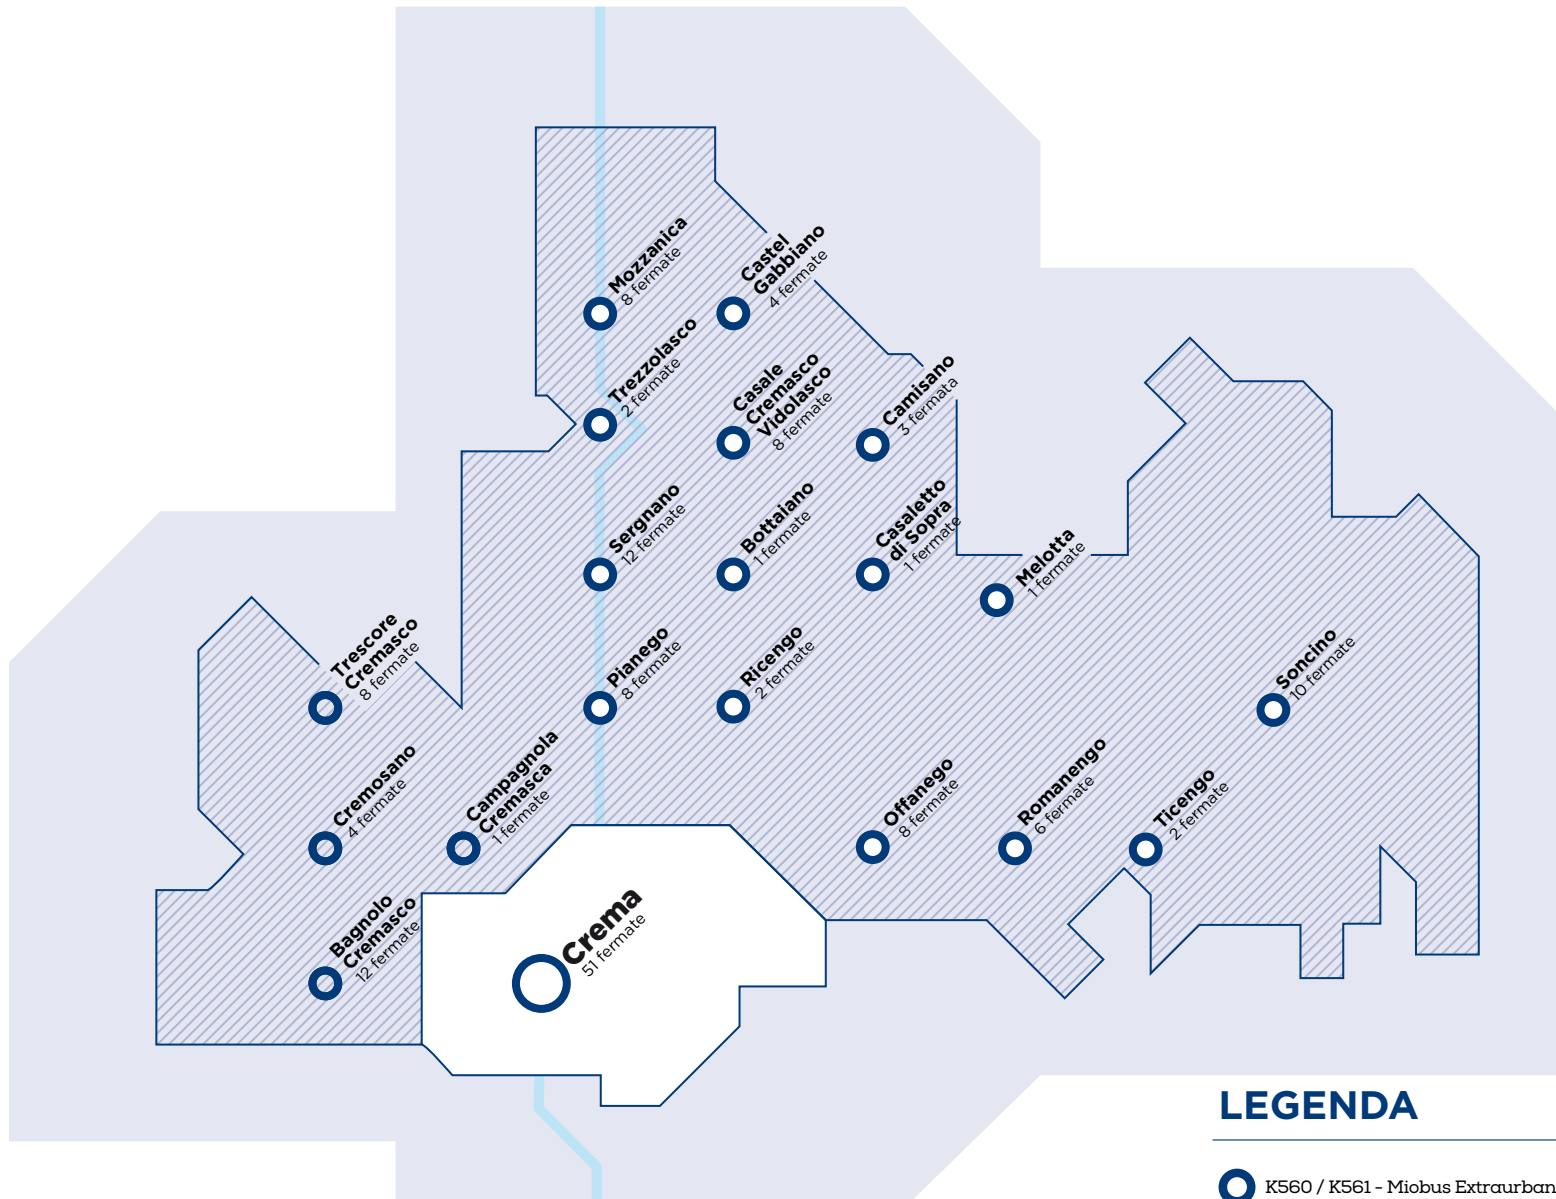 Mozzanica
8 fermate
Castel
Gabbiano
4 fermate
Trezzolasco
2 fermate
Casale
Cremasco
Vidolasco
8 fermate
Camisano
3 fermata
Sergnano
12 fermate
Bottaiano
1 fermate
Casaletto
di Sopra
1 fermate
Melotta
1 fermate
Trescore
Cremasco
8 fermate
Pianego
8 fermate
Ricengo
2 fermate
Soncino
10 fermate
Cremosano
4 fermate
Campagnola
Cremasca
1 fermate
Offanego
8 fermate
Romanengo
6 fermate
Ticengo
2 fermate
Bagnolo
Cremasco
12 fermate
Crema
51 fermate
LEGENDA
K560 / K561 - Miobus Extraurban